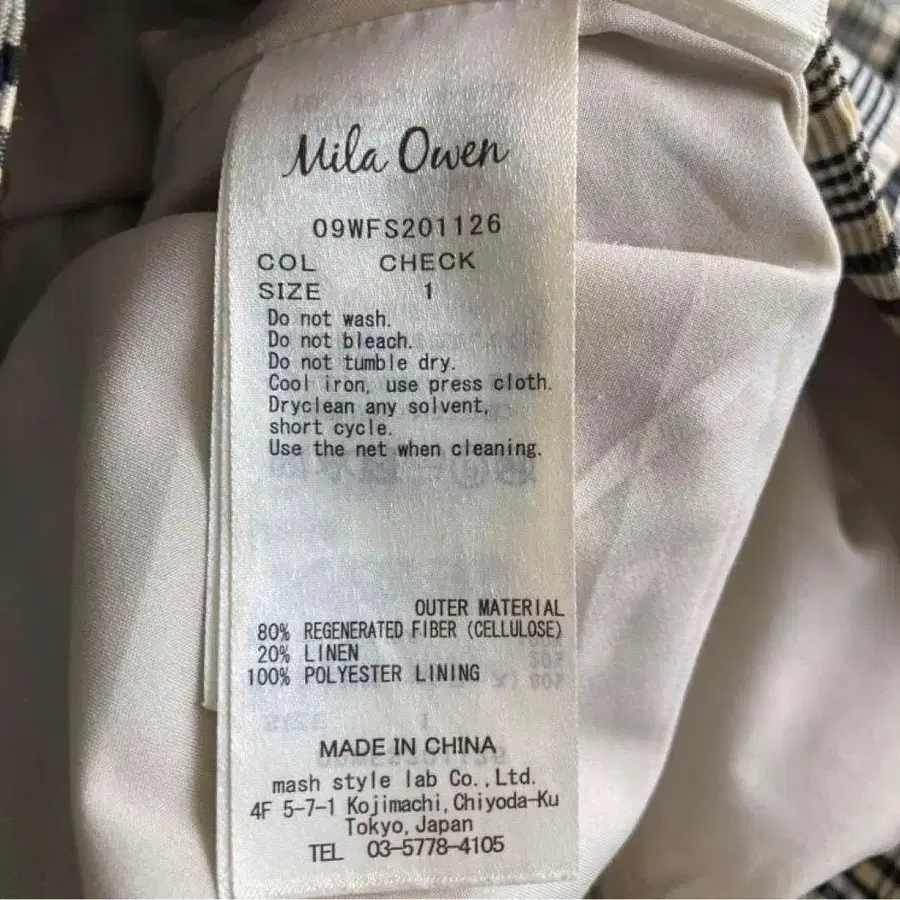 Mila Owen
09WFS201126
COL CHECK
SIZE 1
Do not wash.
Do not bleach.
Do not tumble dry.
Cool iron, use press cloth.
Dryclean any solvent,
short cycle.
Use the net when cleaning.
OUTER MATERIAL
80% REGENERATED FIBER (CELLULOSE)
20% LINEN
100% POLYESTER LINING
MADE IN CHINA
mash style lab Co.,Ltd.
4F 5-7-1 Kojimachi,Chiyoda-Ku
Tokyo,Japan
TEL 03-5778-4105